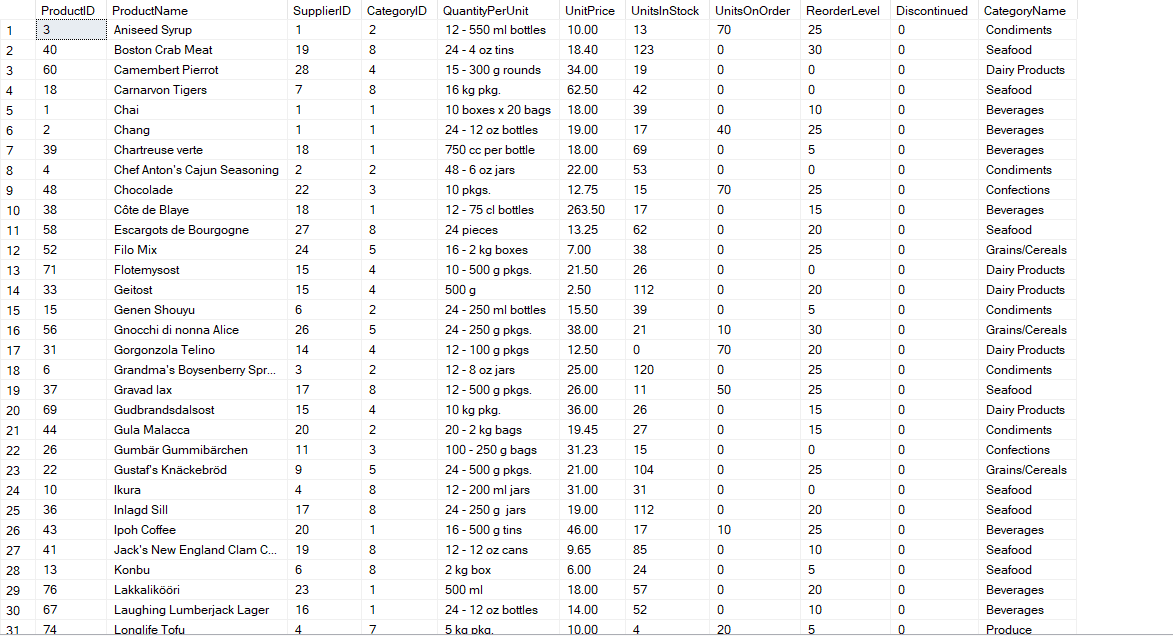 ProductID ProductName SupplierID CategoryID QuantityPerUnit UnitPrice UnitsInStock UnitsOnOrder ReorderLevel Discontinued CategoryName
1 3 Aniseed Syrup 1 2 12 - 550 ml bottles 10.00 13 70 25 0 Condiments
2 40 Boston Crab Meat 19 8 24 - 4 oz tins 18.40 123 0 30 0 Seafood
3 60 Camembert Pierrot 28 4 15 - 300 g rounds 34.00 19 0 0 0 Dairy Products
4 18 Carnarvon Tigers 7 8 16 kg pkg. 62.50 42 0 0 0 Seafood
5 1 Chai 1 1 10 boxes x 20 bags 18.00 39 0 10 0 Beverages
6 2 Chang 1 1 24 - 12 oz bottles 19.00 17 40 25 0 Beverages
7 39 Chartreuse verte 18 1 750 cc per bottle 18.00 69 0 5 0 Beverages
8 4 Chef Anton's Cajun Seasoning 2 2 48 - 6 oz jars 22.00 53 0 0 0 Condiments
9 48 Chocolade 22 3 10 pkgs. 12.75 15 70 25 0 Confections
10 38 Côte de Blaye 18 1 12 - 75 cl bottles 263.50 17 0 15 0 Beverages
11 58 Escargots de Bourgogne 27 8 24 pieces 13.25 62 0 20 0 Seafood
12 52 Filo Mix 24 5 16 - 2 kg boxes 7.00 38 0 25 0 Grains/Cereals
13 71 Flotemysost 15 4 10 - 500 g pkgs. 21.50 26 0 0 0 Dairy Products
14 33 Geitost 15 4 500 g 2.50 112 0 20 0 Dairy Products
15 15 Genen Shouyu 6 2 24 - 250 ml bottles 15.50 39 0 5 0 Condiments
16 56 Gnocchi di nonna Alice 26 5 24 - 250 g pkgs. 38.00 21 10 30 0 Grains/Cereals
17 31 Gorgonzola Telino 14 4 12 - 100 g pkgs 12.50 0 70 20 0 Dairy Products
18 6 Grandma's Boysenberry Spr... 3 2 12 - 8 oz jars 25.00 120 0 25 0 Condiments
19 37 Gravad lax 17 8 12 - 500 g pkgs. 26.00 11 50 25 0 Seafood
20 69 Gudbrandsdalsost 15 4 10 kg pkg. 36.00 26 0 15 0 Dairy Products
21 44 Gula Malacca 20 2 20 - 2 kg bags 19.45 27 0 15 0 Condiments
22 26 Gumbär Gummibärchen 11 3 100 - 250 g bags 31.23 15 0 0 0 Confections
23 22 Gustaf's Knäckebröd 9 5 24 - 500 g pkgs. 21.00 104 0 25 0 Grains/Cereals
24 10 Ikura 4 8 12 - 200 ml jars 31.00 31 0 0 0 Seafood
25 36 Inlagd Sill 17 8 24 - 250 g  jars 19.00 112 0 20 0 Seafood
26 43 Ipoh Coffee 20 1 16 - 500 g tins 46.00 17 10 25 0 Beverages
27 41 Jack's New England Clam C... 19 8 12 - 12 oz cans 9.65 85 0 10 0 Seafood
28 13 Konbu 6 8 2 kg box 6.00 24 0 5 0 Seafood
29 76 Lakkalikööri 23 1 500 ml 18.00 57 0 20 0 Beverages
30 67 Laughing Lumberjack Lager 16 1 24 - 12 oz bottles 14.00 52 0 10 0 Beverages
31 74 Longlife Tofu 4 7 5 kg pkg. 10.00 4 20 5 0 Produce